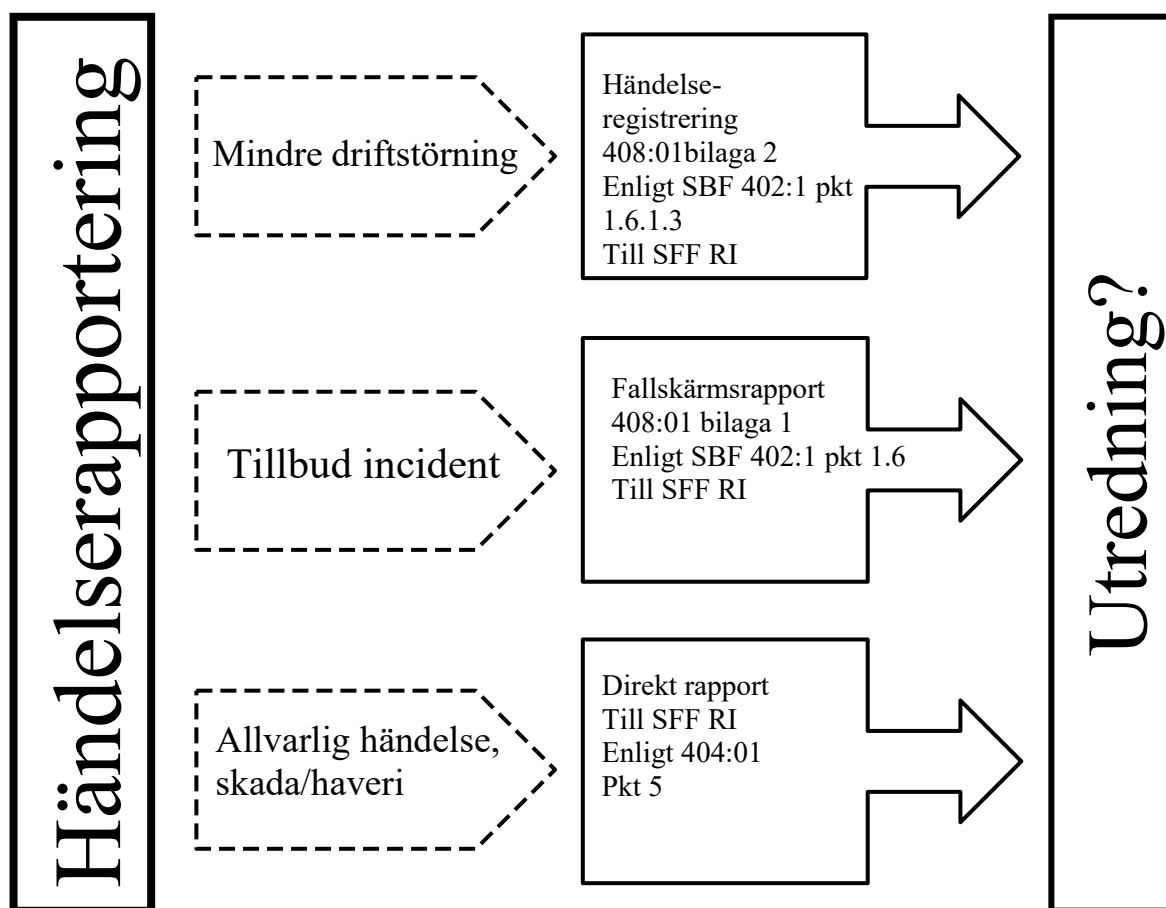 Händelserapportering
Mindre driftstörning
Händelse-
registrering
408:01bilaga 2
Enligt SBF 402:1 pkt
1.6.1.3
Till SFF RI
Tillbud incident
Fallskärmsrapport
408:01 bilaga 1
Enligt SBF 402:1 pkt 1.6
Till SFF RI
Allvarlig händelse,
skada/haveri
Direkt rapport
Till SFF RI
Enligt 404:01
Pkt 5
Utredning?